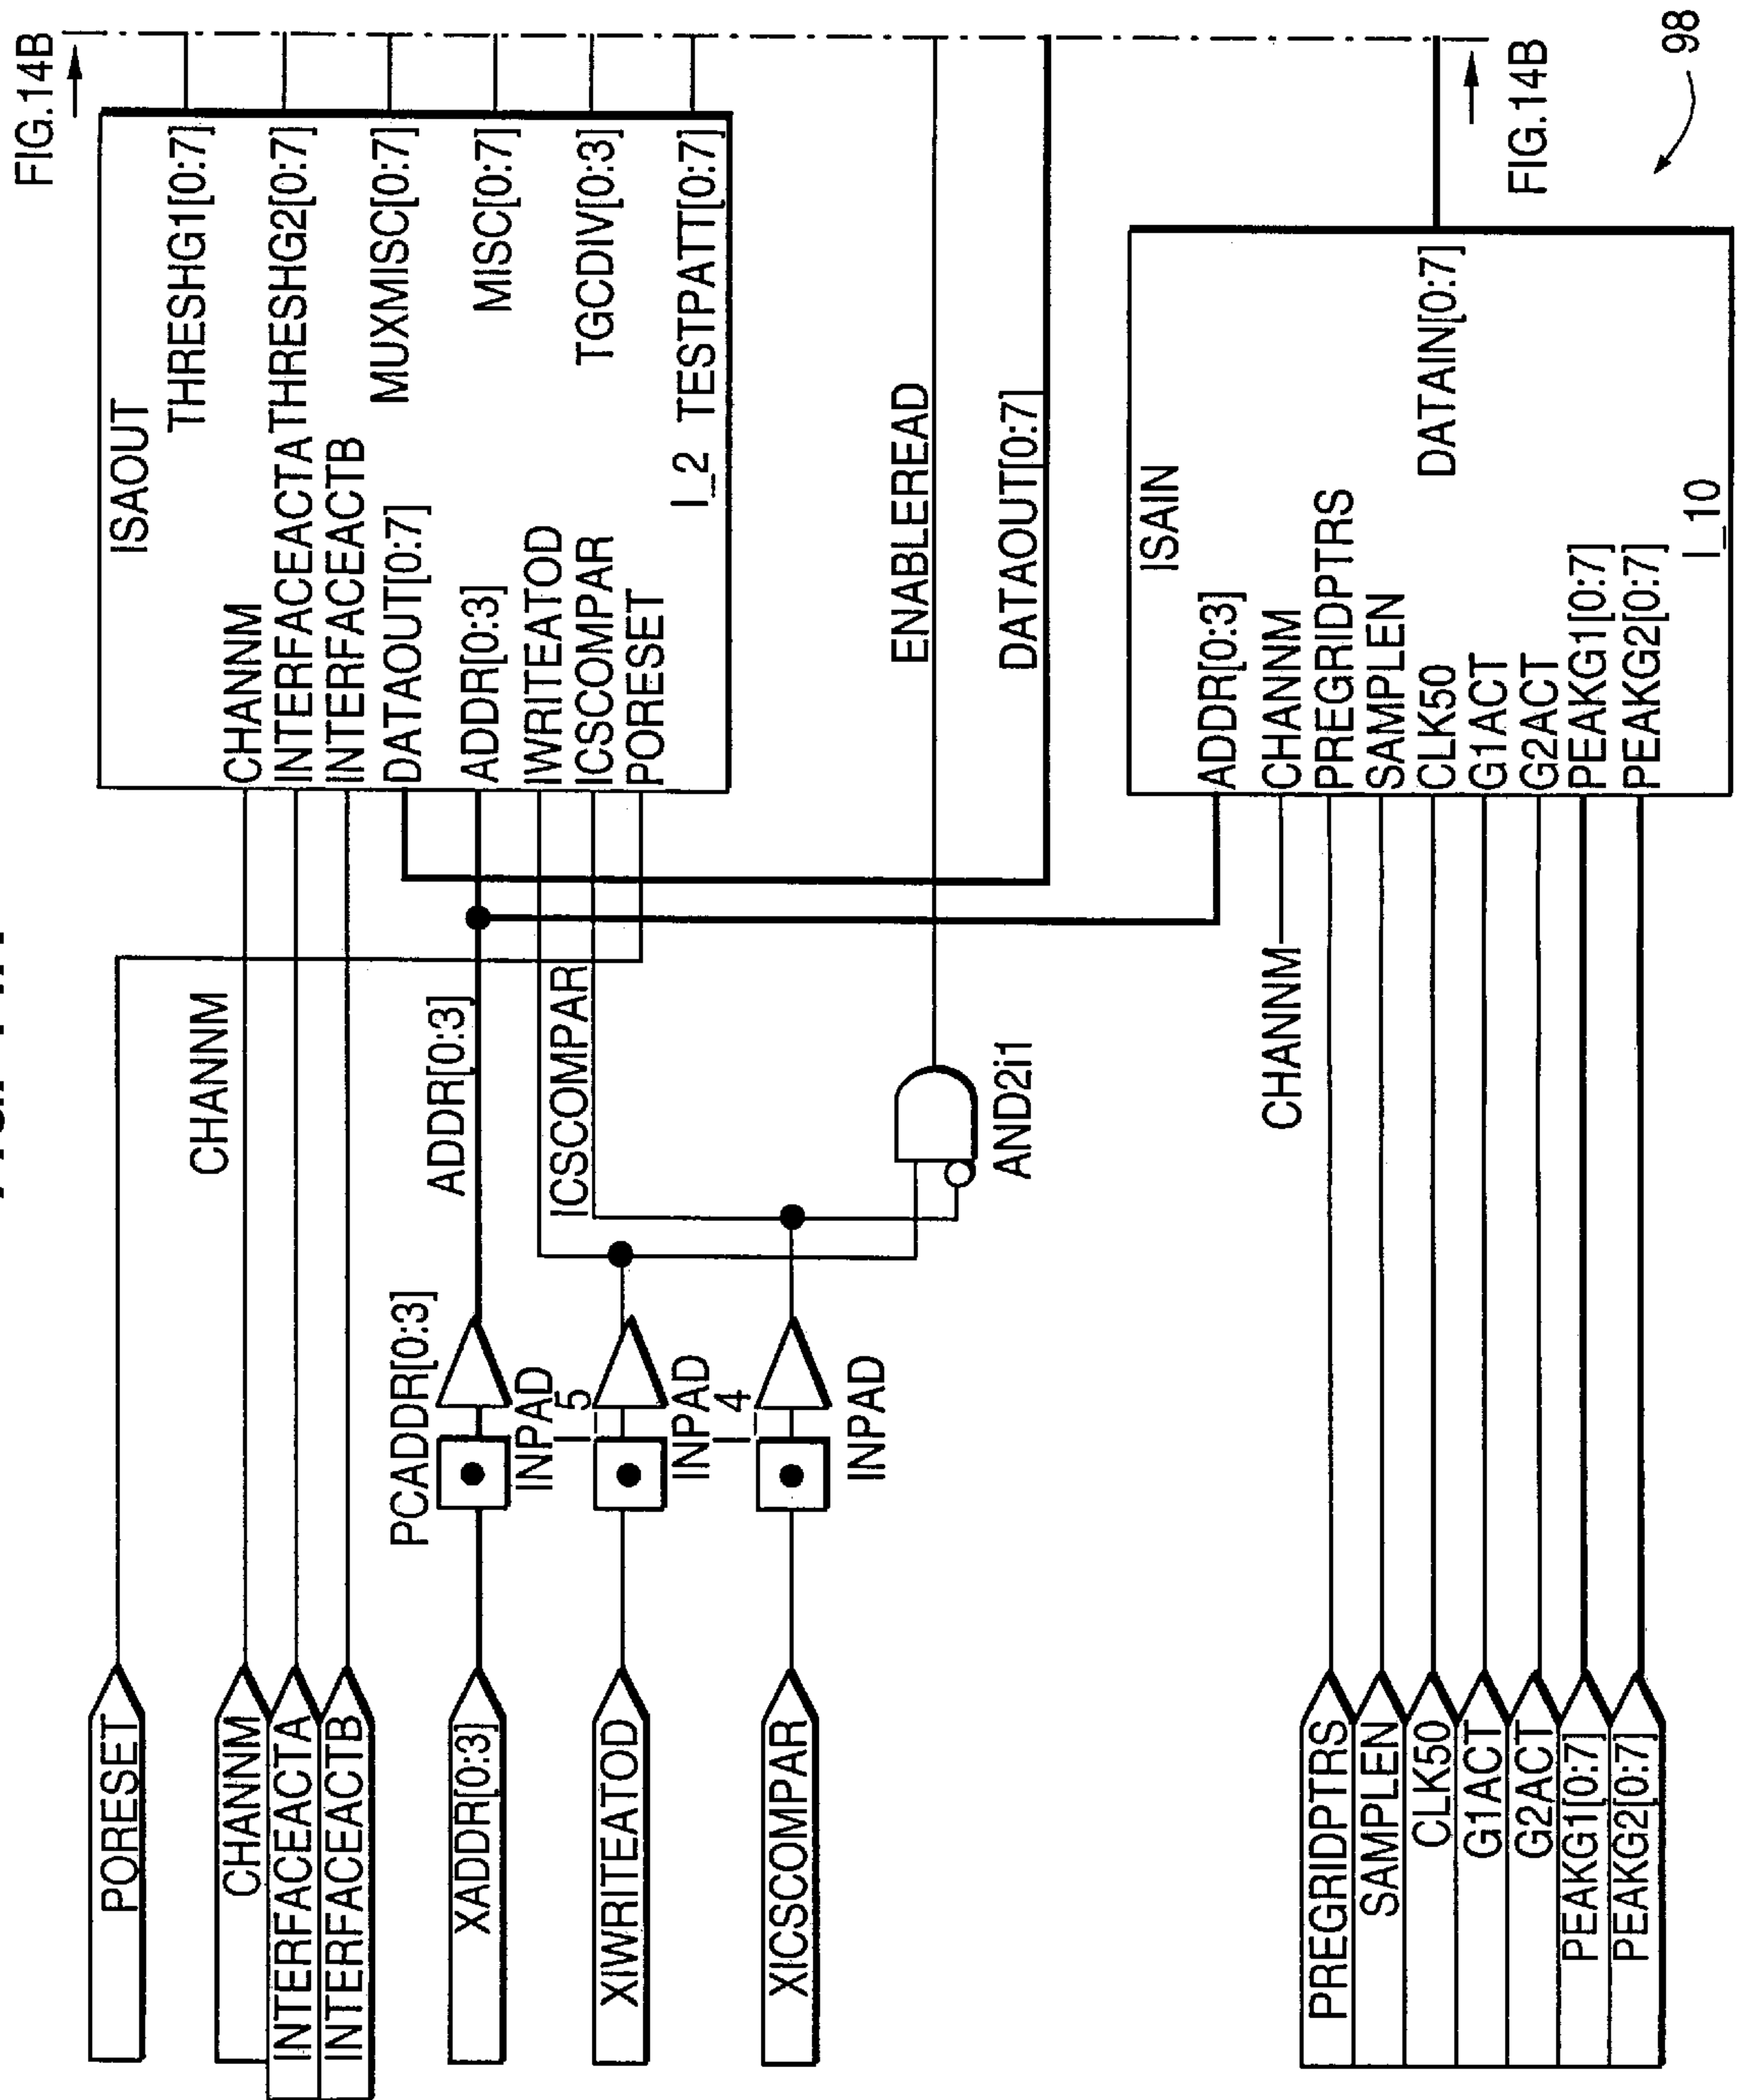 FIG.14B
ISAOUT
CHANNM
INTERFACEACTA
INTERFACEACTB
DATAOUT[0:7]
ADDR[0:3]
IWRITEATOD
ICSCOMPAR
PORESET
THRESHG1[0:7]
THRESHG2[0:7]
MUXMISC[0:7]
MISC[0:7]
TGCDIV[0:3]
I_2 TESTPATT[0:7]
PORESET
CHANNM
INTERFACEACTA
INTERFACEACTB
CHANNM
XADDR[0:3]
PCADDR[0:3]
INPAD
ADDR[0:3]
XIWRITEATOD
5
INPAD
ICSCOMPAR
XICSCOMPAR
4
INPAD
AND2i1
ENABLEREAD
DATAOUT[0:7]
ISAIN
ADDR[0:3]
CHANNM
PREGRIDPTRS
SAMPLEN
CLK50
G1ACT
G2ACT
PEAKG1[0:7]
PEAKG2[0:7]
DATAIN[0:7]
I_10
CHANNM
PREGRIDPTRS
SAMPLEN
CLK50
G1ACT
G2ACT
PEAKG1[0:7]
PEAKG2[0:7]
FIG.14B
98